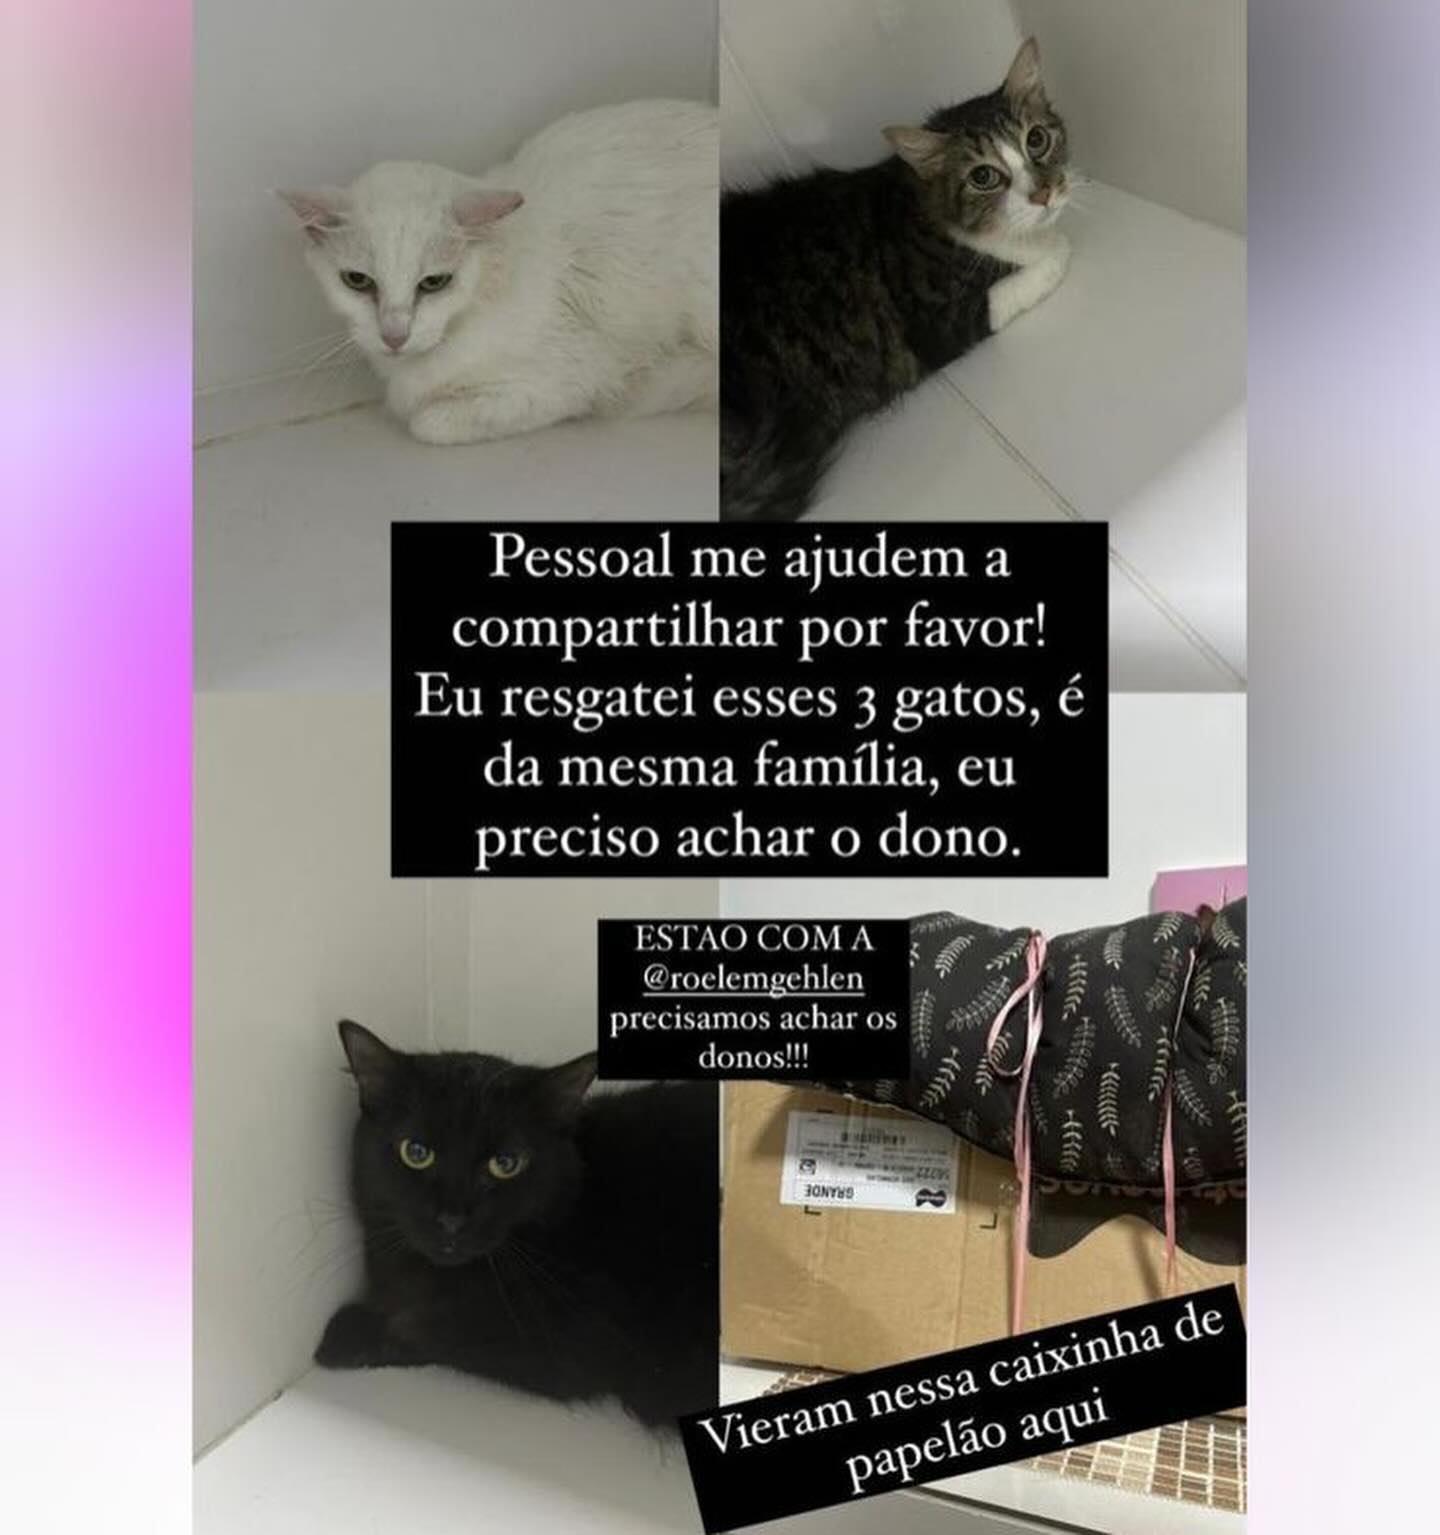 Pessoal me ajudem a
compartilhar por favor!
Eu resgatei esses 3 gatos, é
da mesma família, eu
preciso achar o dono.
ESTAO COM A
@roelemgehlen
precisamos achar os
donos!!!
GRANDE
Vieram nessa caixinha de
papelão aqui